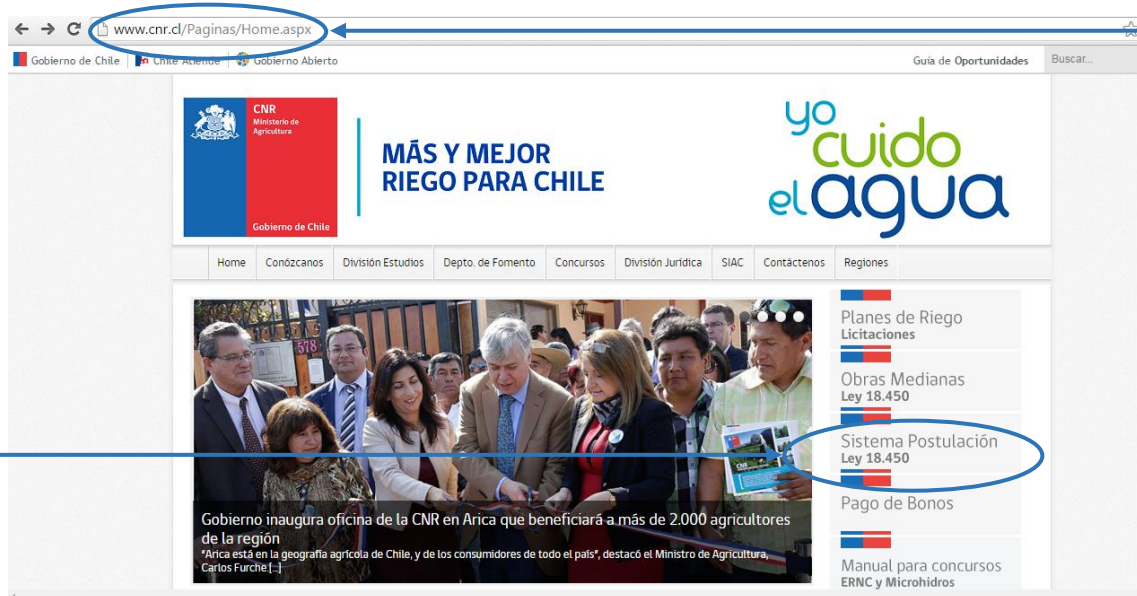 www.cnr.cl/Paginas/Home.aspx
Gobierno de Chile
Chile Atiende
Gobierno Abierto
Guía de Oportunidades
Buscar...
CNR
Ministerio de
Agricultura
Gobierno de Chile
MÁS Y MEJOR
RIEGO PARA CHILE
yo
cuido
el agua
Home
Conózcanos
División Estudios
Depto. de Fomento
Concursos
División Jurídica
SIAC
Contáctenos
Regiones
578
CNR
Gobierno inaugura oficina de la CNR en Arica que beneficiará a más de 2.000 agricultores
de la región
"Arica está en la geografía agrícola de Chile, y de los consumidores de todo el país", destacó el Ministro de Agricultura,
Carlos Furche [...]
Planes de Riego
Licitaciones
Obras Medianas
Ley 18.450
Sistema Postulación
Ley 18.450
Pago de Bonos
Manual para concursos
ERNC y Microhidros